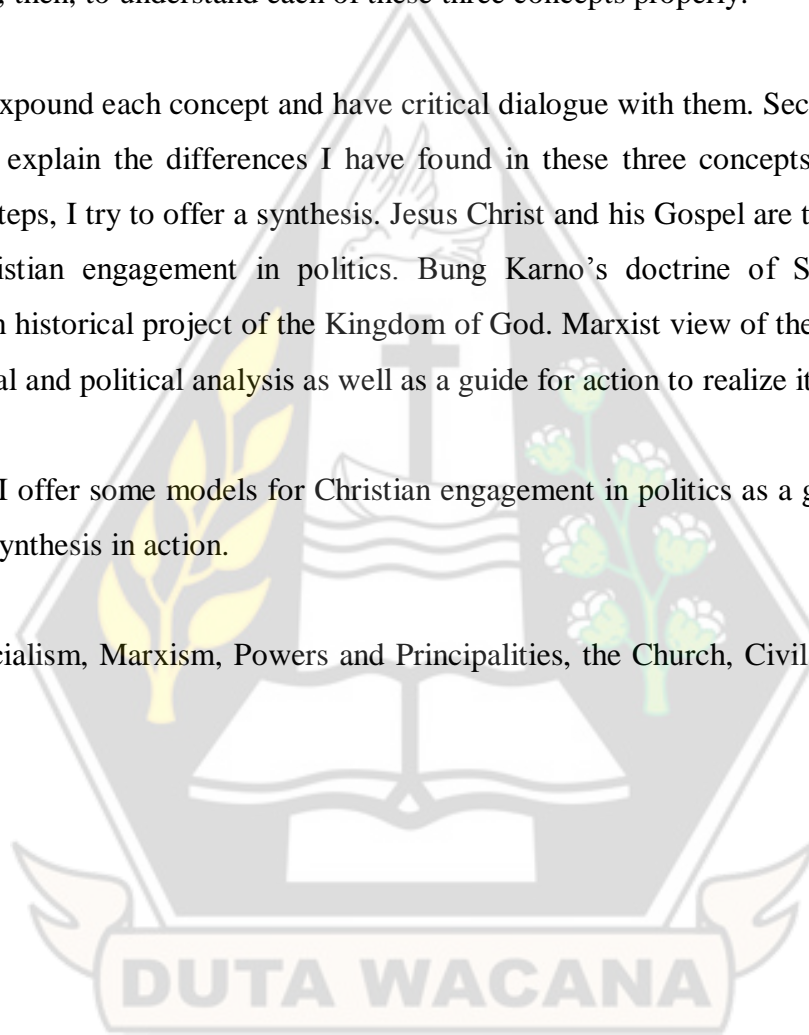 then, to understand each of these three concepts properly.
xpound each concept and have critical dialogue with them. Sec
explain the differences I have found in these three concepts
teps, I try to offer a synthesis. Jesus Christ and his Gospel are t
istian engagement in politics. Bung Karno’s doctrine of S
n historical project of the Kingdom of God. Marxist view of the
al and political analysis as well as a guide for action to realize it
I offer some models for Christian engagement in politics as a g
ynthesis in action.
cialism, Marxism, Powers and Principalities, the Church, Civil
DUTA WACANA